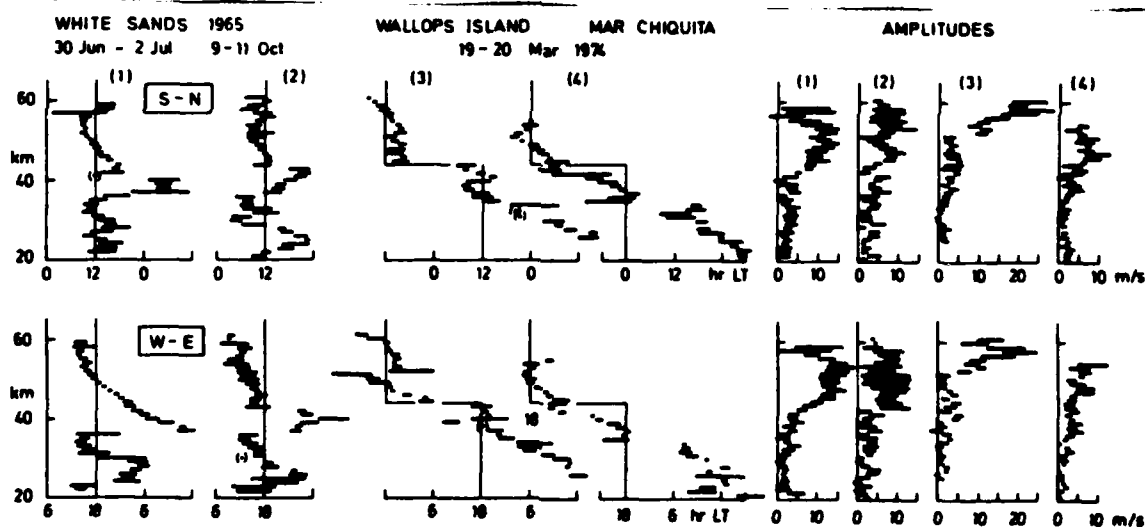 WHITE SANDS 1965 WALLOPS ISLAND MAR CHIQUITA AMPLITUDES
30 Jun - 2 Jul 9-11 Oct 19-20 Mar 1974
(1) (2) (3) (4) (1) (2) (3) (4)
S-N
60
km
40
20
0 12 0 12 0 12 0 0 12 hr LT 0 10 0 10 0 10 20 0 10 m/s
W-E
60
km
40
18
20
6 18 6 18 6 18 6 18 6 hr LT 0 10 0 10 0 10 20 0 10 m/s